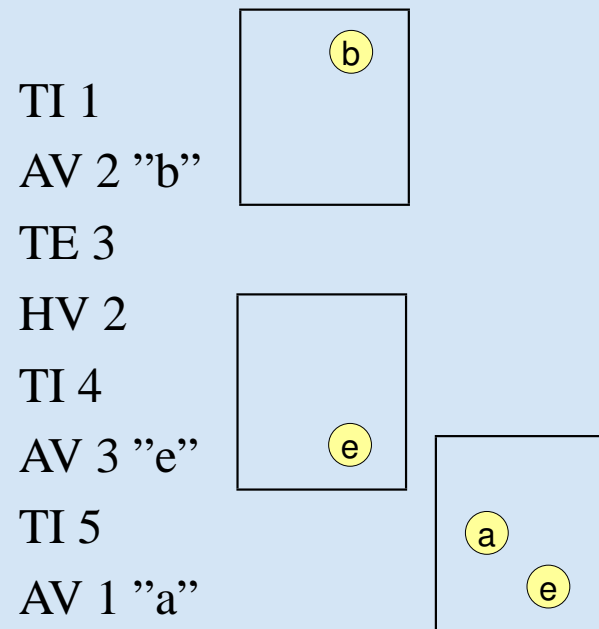 b
TI 1
AV 2 ”b”
TE 3
HV 2
TI 4
AV 3 ”e”
e
TI 5
a
AV 1 ”a”
e